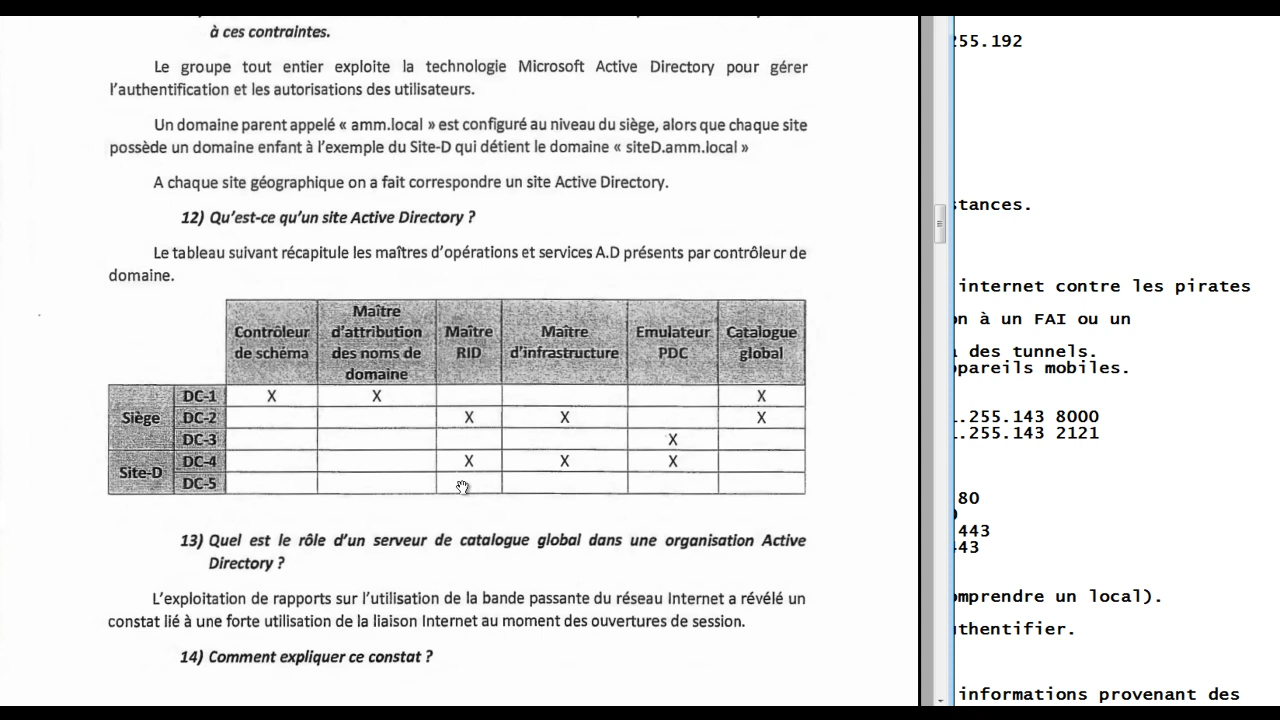 à ces contraintes.
Le groupe tout entier exploite la technologie Microsoft Active Directory pour gérer
l'authentification et les autorisations des utilisateurs.
Un domaine parent appelé « amm.local » est configuré au niveau du siège, alors que chaque site
possède un domaine enfant à l'exemple du Site-D qui détient le domaine « siteD.amm.local »
A chaque site géographique on a fait correspondre un site Active Directory.
12) Qu'est-ce qu'un site Active Directory ?
Le tableau suivant récapitule les maîtres d'opérations et services A.D présents par contrôleur de
domaine.
Contrôleur de schéma | Maître d'attribution des noms de domaine | Maître RID | Maître d'infrastructure | Emulateur PDC | Catalogue global
Siège
DC-1 X X X
DC-2 X X X
DC-3 X
Site-D
DC-4 X X X
DC-5
13) Quel est le rôle d'un serveur de catalogue global dans une organisation Active
Directory ?
L'exploitation de rapports sur l'utilisation de la bande passante du réseau Internet a révélé un
constat lié à une forte utilisation de la liaison Internet au moment des ouvertures de session.
14) Comment expliquer ce constat ?
255.192
stances.
internet contre les pirates
on à un FAI ou un
des tunnels.
ppareils mobiles.
.255.143 8000
.255.143 2121
80
443
443
omprendre un local).
uthentifier.
informations provenant des